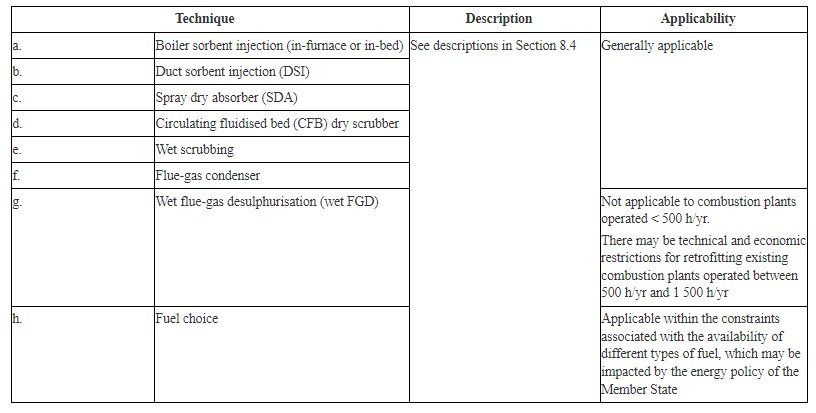 Technique Description Applicability
a. Boiler sorbent injection (in-furnace or in-bed) See descriptions in Section 8.4 Generally applicable
b. Duct sorbent injection (DSI)
c. Spray dry absorber (SDA)
d. Circulating fluidised bed (CFB) dry scrubber
e. Wet scrubbing
f. Flue-gas condenser
g. Wet flue-gas desulphurisation (wet FGD) Not applicable to combustion plants
operated < 500 h/yr.
There may be technical and economic
restrictions for retrofitting existing
combustion plants operated between
500 h/yr and 1 500 h/yr
h. Fuel choice Applicable within the constraints
associated with the availability of
different types of fuel, which may be
impacted by the energy policy of the
Member State